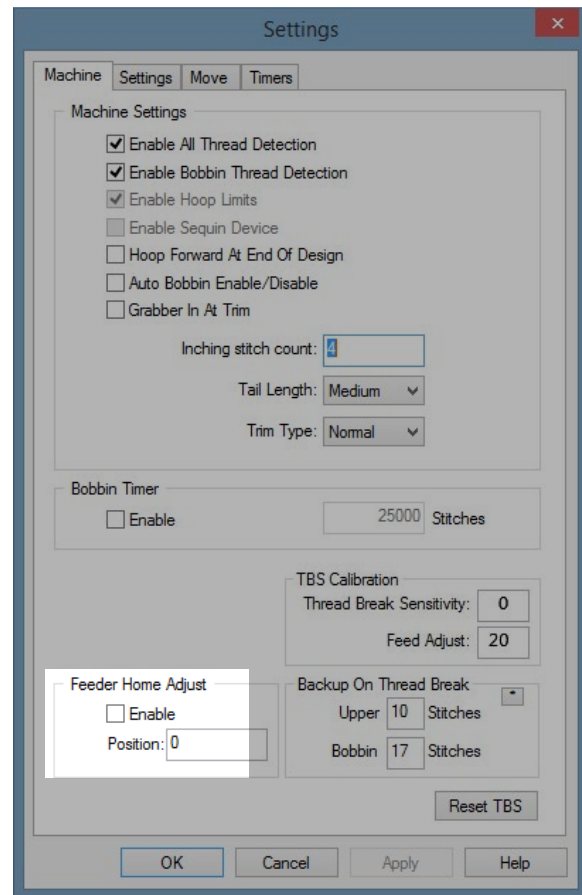 Settings
Machine Settings Move Timers
Machine Settings
Enable All Thread Detection
Enable Bobbin Thread Detection
Enable Hoop Limits
Enable Sequin Device
Hoop Forward At End Of Design
Auto Bobbin Enable/Disable
Grabber In At Trim
Inching stitch count: 4
Tail Length: Medium
Trim Type: Normal
Bobbin Timer
Enable 25000 Stitches
TBS Calibration
Thread Break Sensitivity: 0
Feed Adjust: 20
Feeder Home Adjust
Enable
Position: 0
Backup On Thread Break
*
Upper 10 Stitches
Bobbin 17 Stitches
Reset TBS
OK Cancel Apply Help